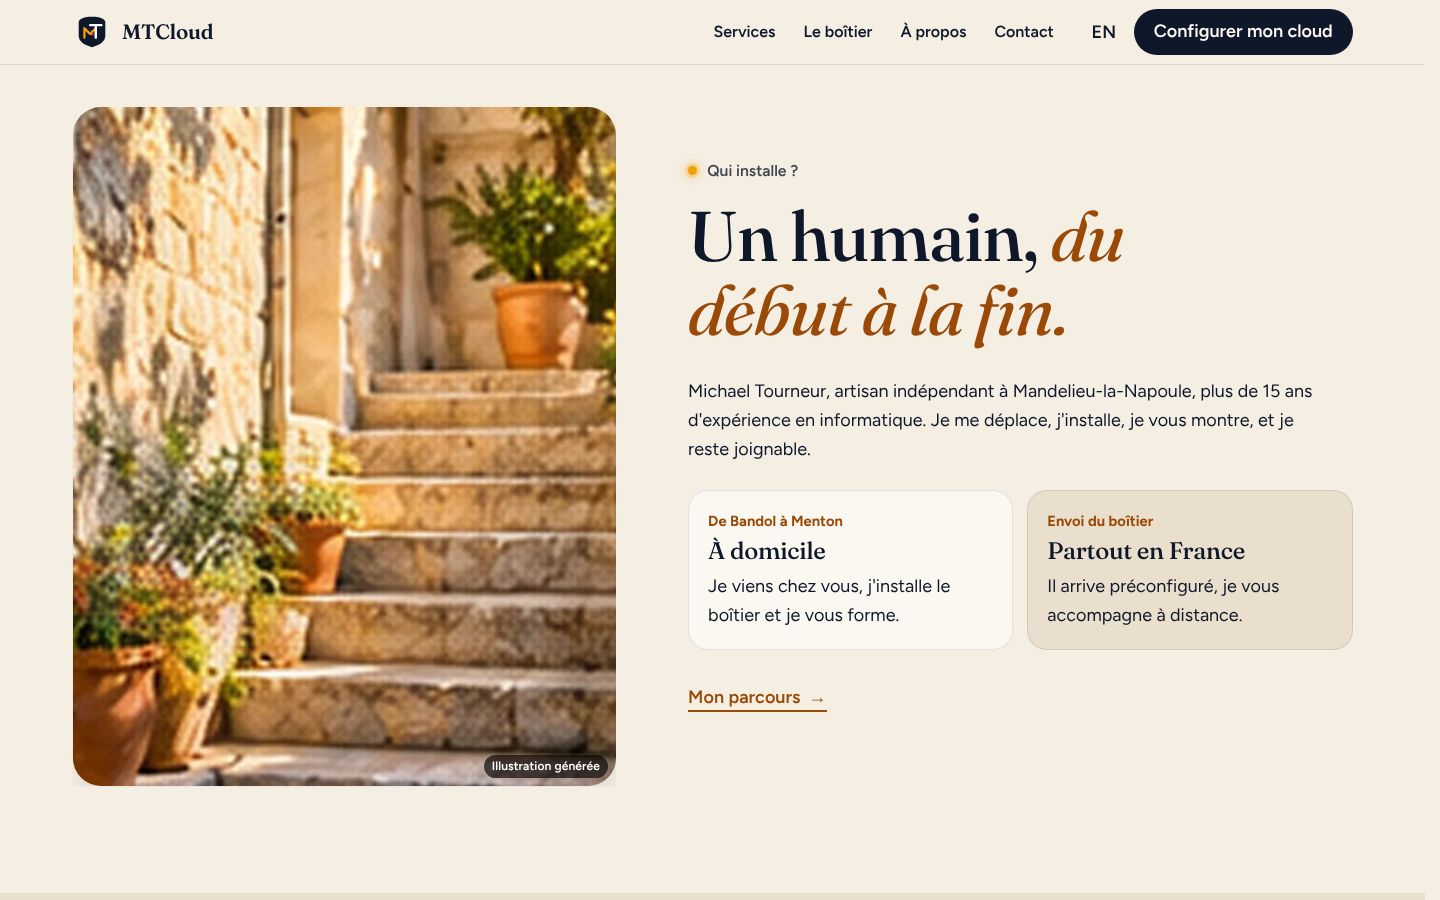 MTCloud
Services
Le boîtier
À propos
Contact
EN
Configurer mon cloud
Qui installe ?
Un humain, du
début à la fin.
Michael Tourneur, artisan indépendant à Mandelieu-la-Napoule, plus de 15 ans
d'expérience en informatique. Je me déplace, j'installe, je vous montre, et je
reste joignable.
De Bandol à Menton
À domicile
Je viens chez vous, j'installe le
boîtier et je vous forme.
Envoi du boîtier
Partout en France
Il arrive préconfiguré, je vous
accompagne à distance.
Mon parcours →
Illustration générée